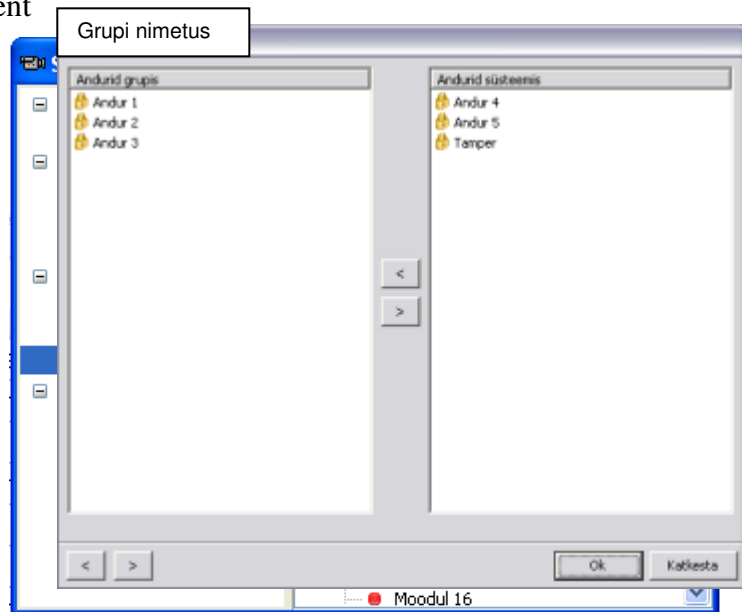 ent
Grupi nimetus
S
Andurid grupis
Andur 1
Andur 2
Andur 3
Andurid süsteemis
Andur 4
Andur 5
Tamper
<
>
< >
Ok Katkesta
Moodul 16